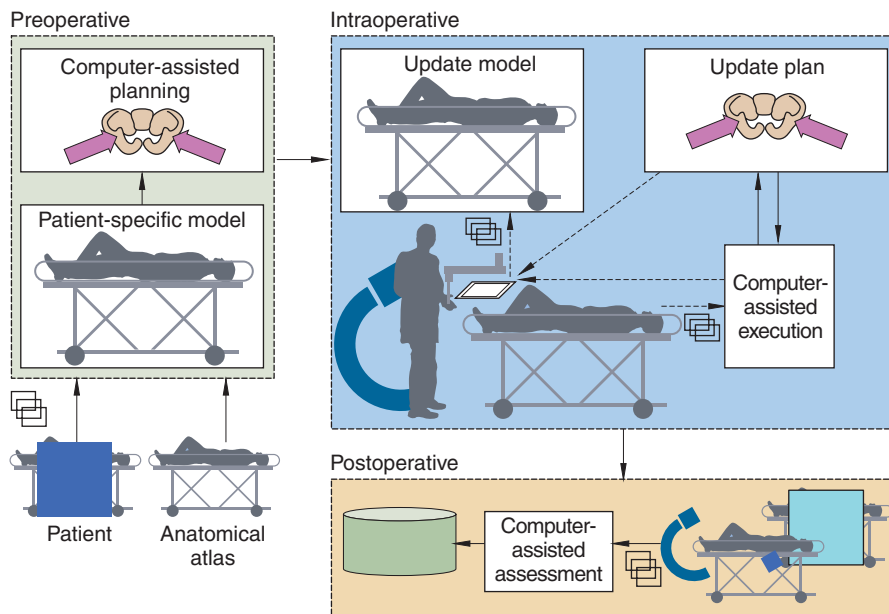 Preoperative
Computer-assisted
planning
Patient-specific model
Patient
Anatomical
atlas
Intraoperative
Update model
Update plan
Computer-
assisted
execution
Postoperative
Computer-
assisted
assessment